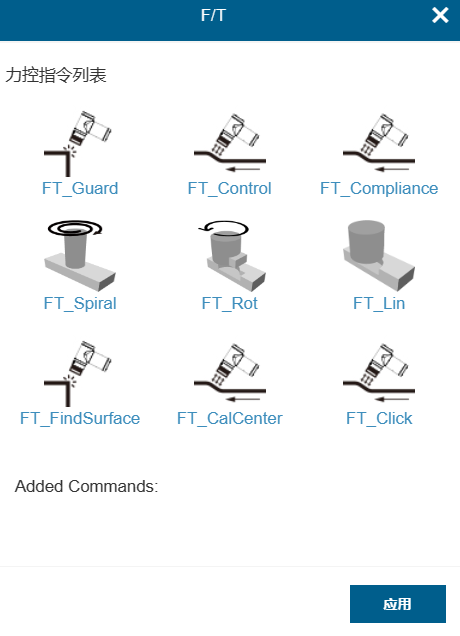 F/T
力控指令列表
FT_Guard FT_Control FT_Compliance
FT_Spiral FT_Rot FT_Lin
FT_FindSurface FT_CalCenter FT_Click
Added Commands:
应用